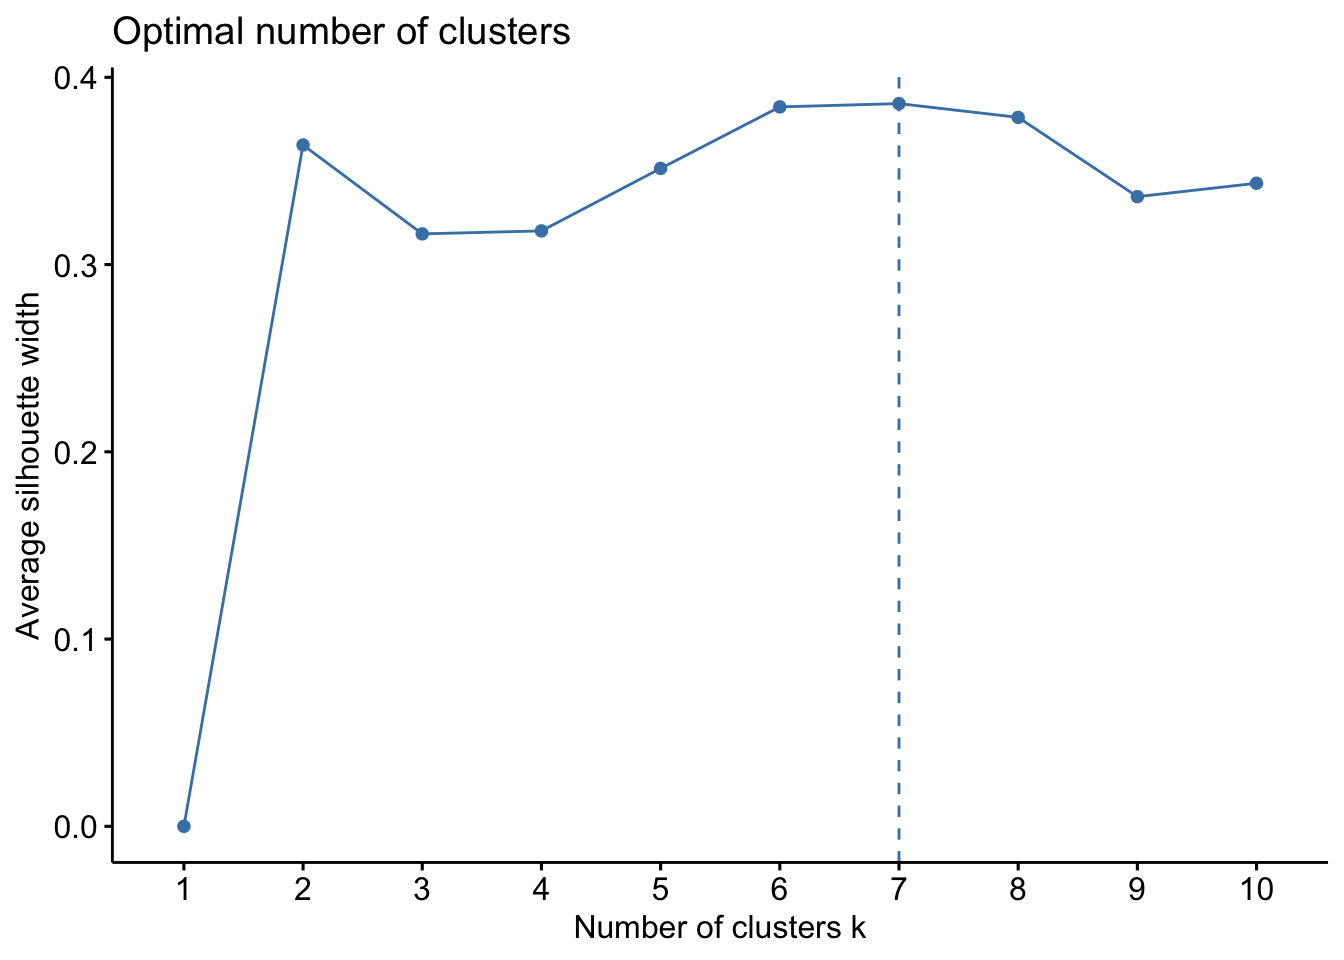 Optimal number of clusters
0.4
0.3
0.2
0.1
0.0
Average silhouette width
1 2 3 4 5 6 7 8 9 10
Number of clusters k